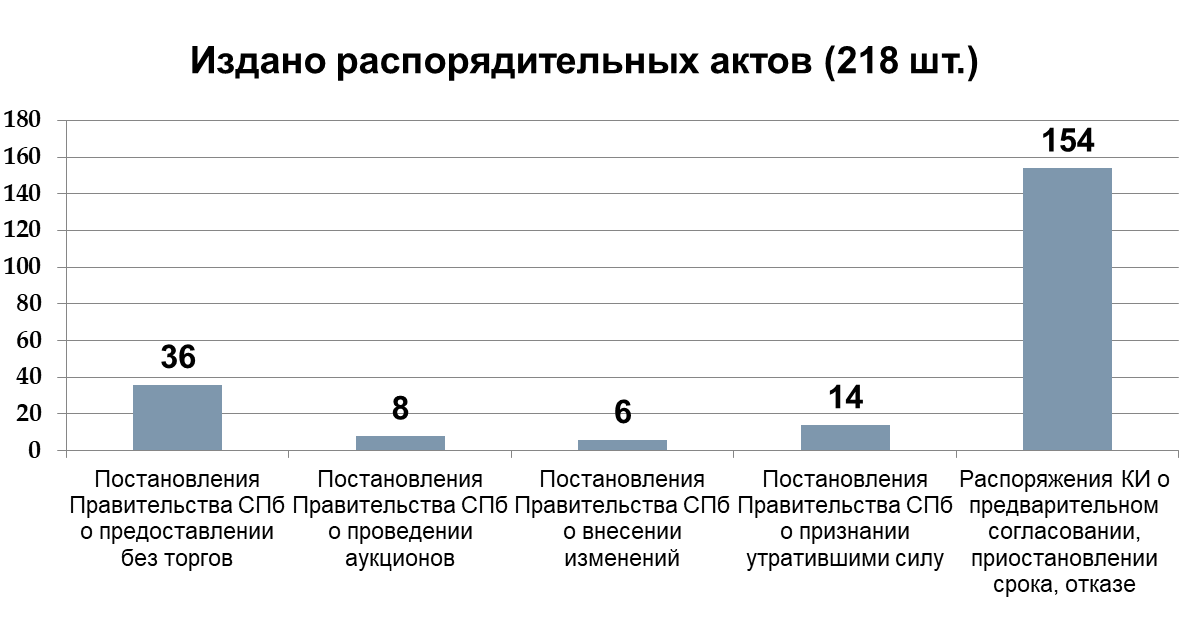 Издано распорядительных актов (218 шт.)
180
160
140
120
100
80
60
40
20
0
36
8
6
14
154
Постановления
Правительства СПб
о предоставлении
без торгов
Постановления
Правительства СПб
о проведении
аукционов
Постановления
Правительства СПб
о внесении
изменений
Постановления
Правительства СПб
о признании
утратившими силу
Распоряжения КИ о
предварительном
согласовании,
приостановлении
срока, отказе